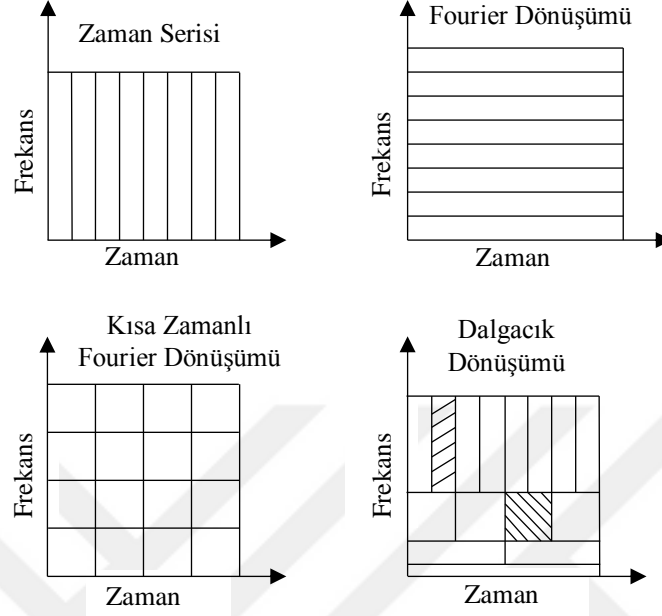 Zaman Serisi
Frekans
Zaman
Fourier Dönüşümü
Frekans
Zaman
Kısa Zamanlı
Fourier Dönüşümü
Frekans
Zaman
Dalgacık
Dönüşümü
Frekans
Zaman